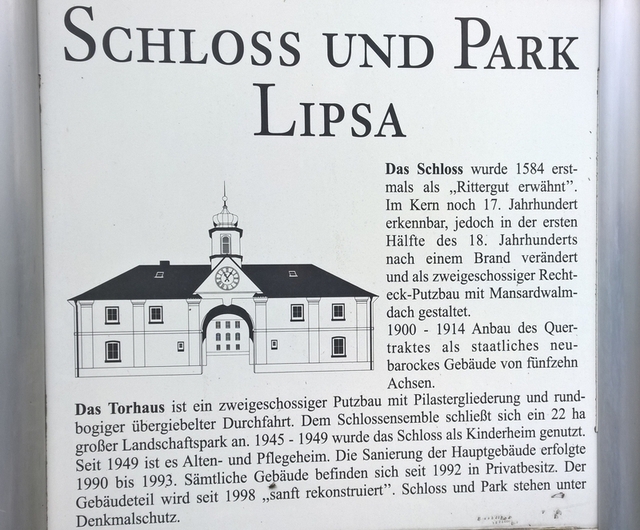 SCHLOSS UND PARK
LIPSA
Das Schloss wurde 1584 erst-
mals als „Rittergut erwähnt”.
Im Kern noch 17. Jahrhundert
erkennbar, jedoch in der ersten
Hälfte des 18. Jahrhunderts
nach einem Brand verändert
und als zweigeschossiger Recht-
eck-Putzbau mit Mansardwalm-
dach gestaltet.
1900 - 1914 Anbau des Quer-
traktes als staatliches neu-
barockes Gebäude von fünfzehn
Achsen.
Das Torhaus ist ein zweigeschossiger Putzbau mit Pilastergliederung und rund-
bogiger übergiebelter Durchfahrt. Dem Schlossensemble schließt sich ein 22 ha
großer Landschaftspark an. 1945 - 1949 wurde das Schloss als Kinderheim genutzt.
Seit 1949 ist es Alten- und Pflegeheim. Die Sanierung der Hauptgebäude erfolgte
1990 bis 1993. Sämtliche Gebäude befinden sich seit 1992 in Privatbesitz. Der
Gebäudeteil wird seit 1998 „sanft rekonstruiert”. Schloss und Park stehen unter
Denkmalschutz.